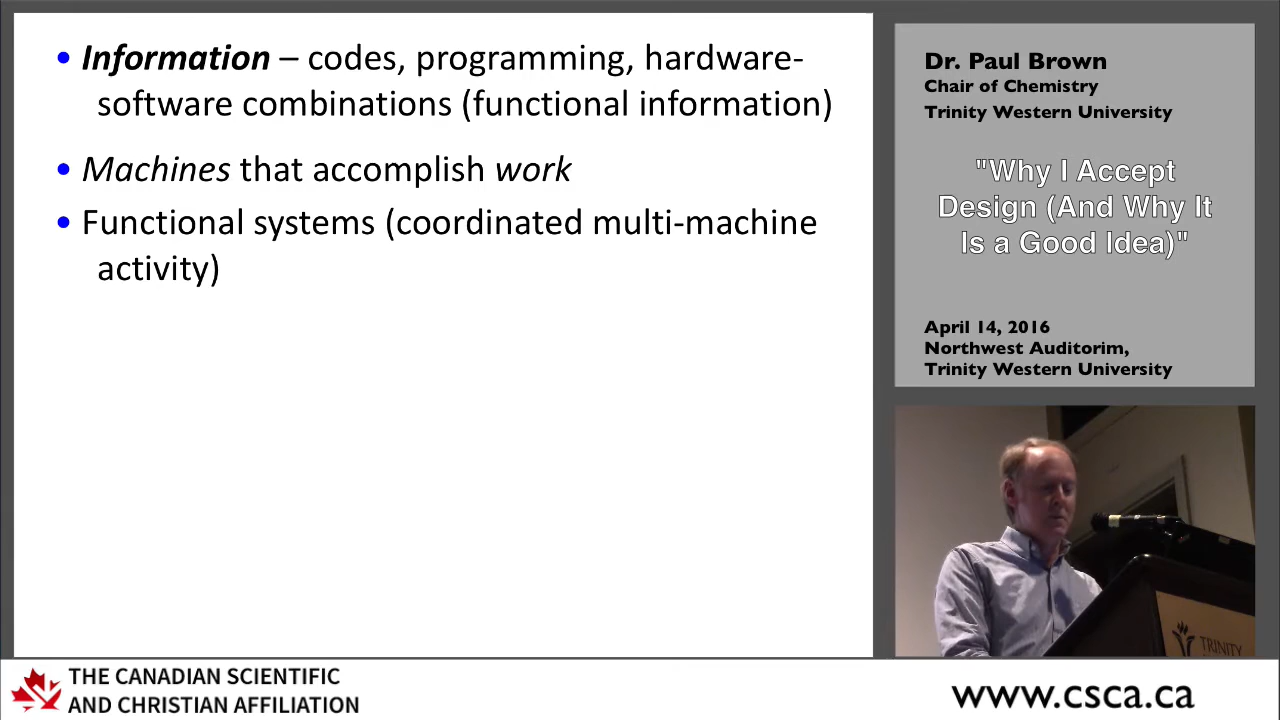 • Information – codes, programming, hardware-
software combinations (functional information)
• Machines that accomplish work
• Functional systems (coordinated multi-machine
activity)
Dr. Paul Brown
Chair of Chemistry
Trinity Western University
"Why I Accept
Design (And Why It
Is a Good Idea)"
April 14, 2016
Northwest Auditorim,
Trinity Western University
TRINITY
THE CANADIAN SCIENTIFIC
AND CHRISTIAN AFFILIATION
www.csca.ca